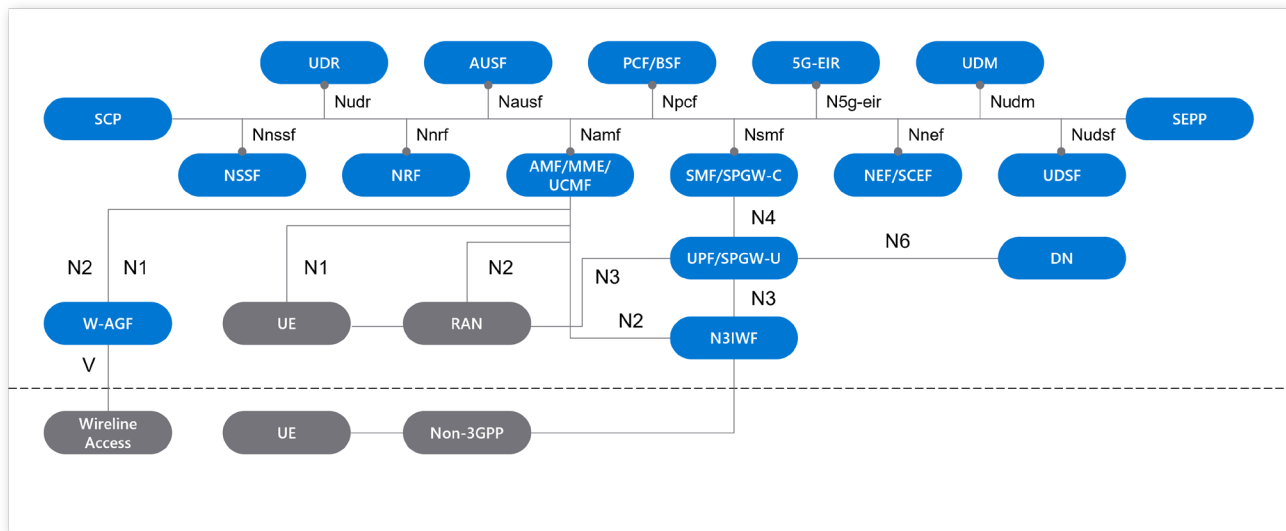 UDR
AUSF
PCF/BSF
5G-EIR
UDM
Nudr
Nausf
Npcf
N5g-eir
Nudm
SCP
SEPP
Nnssf
Nnrf
Namf
Nsmf
Nnef
Nudsf
NSSF
NRF
AMF/MME/
UCMF
SMF/SPGW-C
NEF/SCEF
UDSF
N4
N6
UPF/SPGW-U
DN
N2
N1
N1
N2
N3
N3
W-AGF
UE
RAN
N2
N3IWF
V
Wireline
Access
UE
Non-3GPP